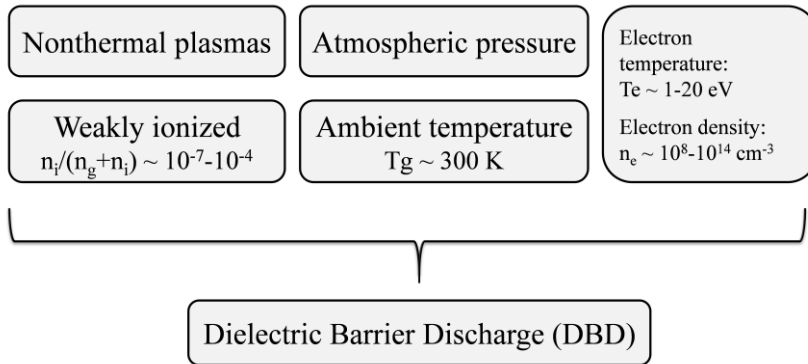 Nonthermal plasmas
Atmospheric pressure
Weakly ionized
nᵢ/(n_g+nᵢ) ~ 10⁻⁷-10⁻⁴
Ambient temperature
Tg ~ 300 K
Electron
temperature:
Te ~ 1-20 eV
Electron density:
nₑ ~ 10⁸-10¹⁴ cm⁻³
Dielectric Barrier Discharge (DBD)